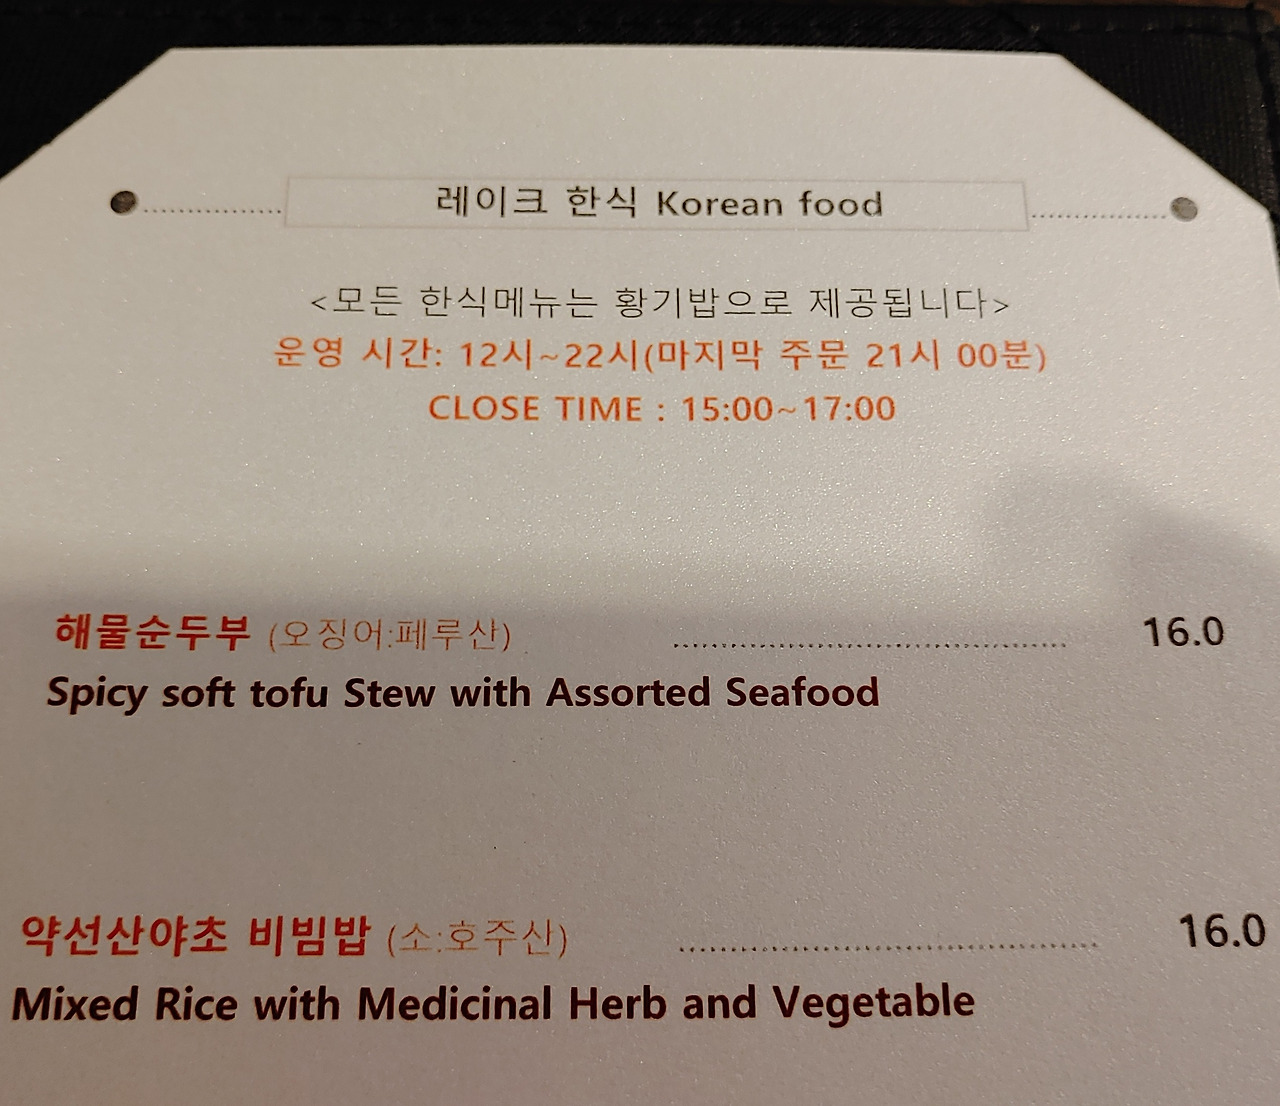 레이크 한식 Korean food
<모든 한식메뉴는 황기밥으로 제공됩니다>
운영 시간: 12시~22시(마지막 주문 21시 00분)
CLOSE TIME : 15:00~17:00
해물순두부 (오징어:페루산) 16.0
Spicy soft tofu Stew with Assorted Seafood
약선산야초 비빔밥 (소:호주산) 16.0
Mixed Rice with Medicinal Herb and Vegetable